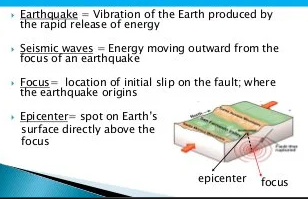 Earthquake = Vibration of the Earth produced by
the rapid release of energy
Seismic waves = Energy moving outward from the
focus of an earthquake
Focus= location of initial slip on the fault; where
the earthquake origins
Epicenter= spot on Earth's
surface directly above the
focus
epicenter
focus